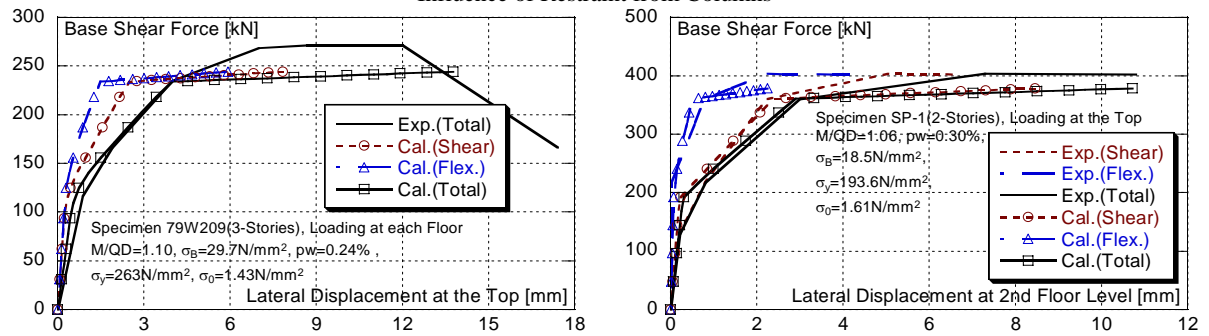 Influence of Restraint from Columns
Base Shear Force [kN]
300
250
200
150
100
50
0
Exp.(Total)
Cal.(Shear)
Cal.(Flex.)
Cal.(Total)
Specimen 79W209(3-Stories), Loading at each Floor
M/QD=1.10, σB=29.7N/mm², pw=0.24% ,
σy=263N/mm², σ0=1.43N/mm²
Lateral Displacement at the Top [mm]
0 3 6 9 12 15 18
Base Shear Force [kN]
500
400
300
200
100
0
Specimen SP-1(2-Stories), Loading at the Top
M/QD=1.06, pw=0.30%,
σB=18.5N/mm²,
σy=193.6N/mm²,
σ0=1.61N/mm²
Exp.(Shear)
Exp.(Flex.)
Exp.(Total)
Cal.(Shear)
Cal.(Flex.)
Cal.(Total)
Lateral Displacement at 2nd Floor Level [mm]
0 2 4 6 8 10 12